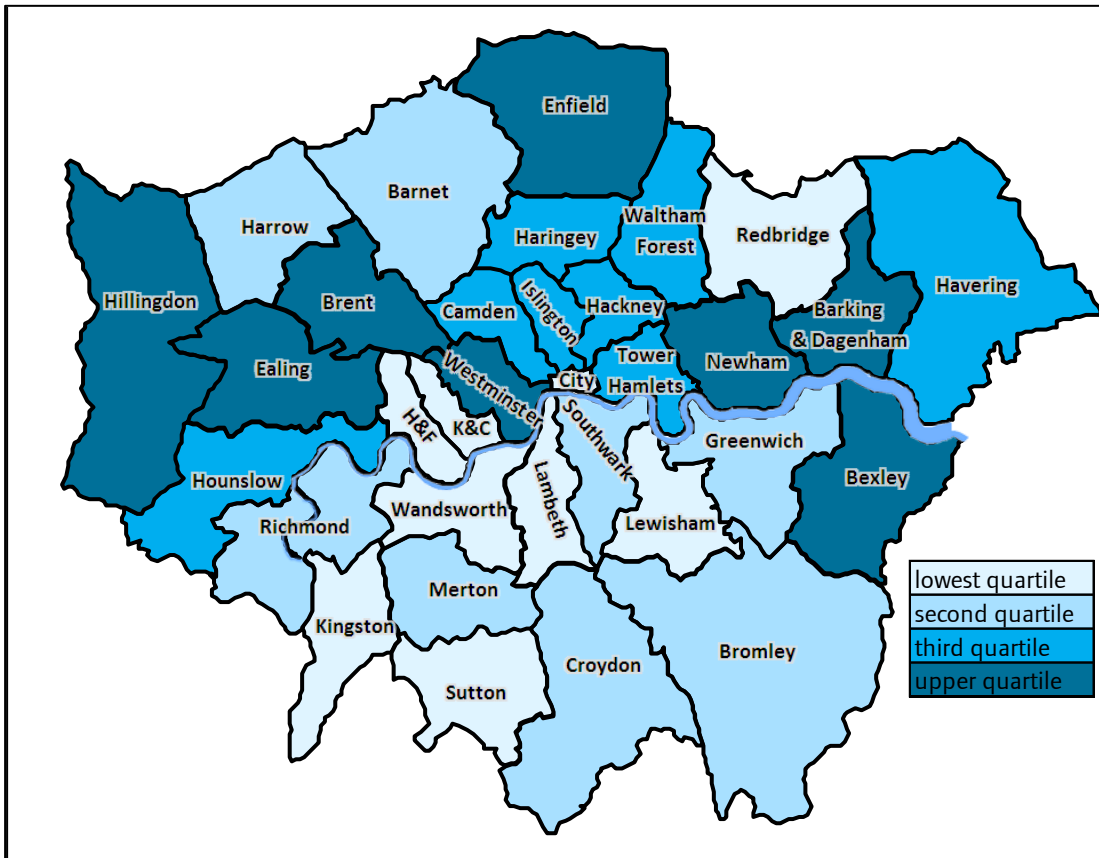 Enfield
Barnet
Harrow
Haringey
Waltham
Forest
Redbridge
Havering
Hillingdon
Brent
Camden
Islington
Hackney
Barking
& Dagenham
Ealing
Westminster
City
Tower
Hamlets
Newham
H&F
K&C
Southwark
Greenwich
Bexley
Hounslow
Richmond
Wandsworth
Lambeth
Lewisham
Merton
Kingston
Sutton
Croydon
Bromley
lowest quartile
second quartile
third quartile
upper quartile